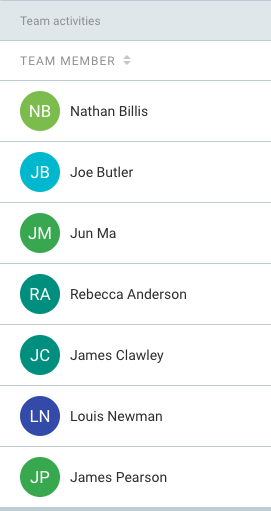 Team activities
TEAM MEMBER
NB Nathan Billis
JB Joe Butler
JM Jun Ma
RA Rebecca Anderson
JC James Clawley
LN Louis Newman
JP James Pearson